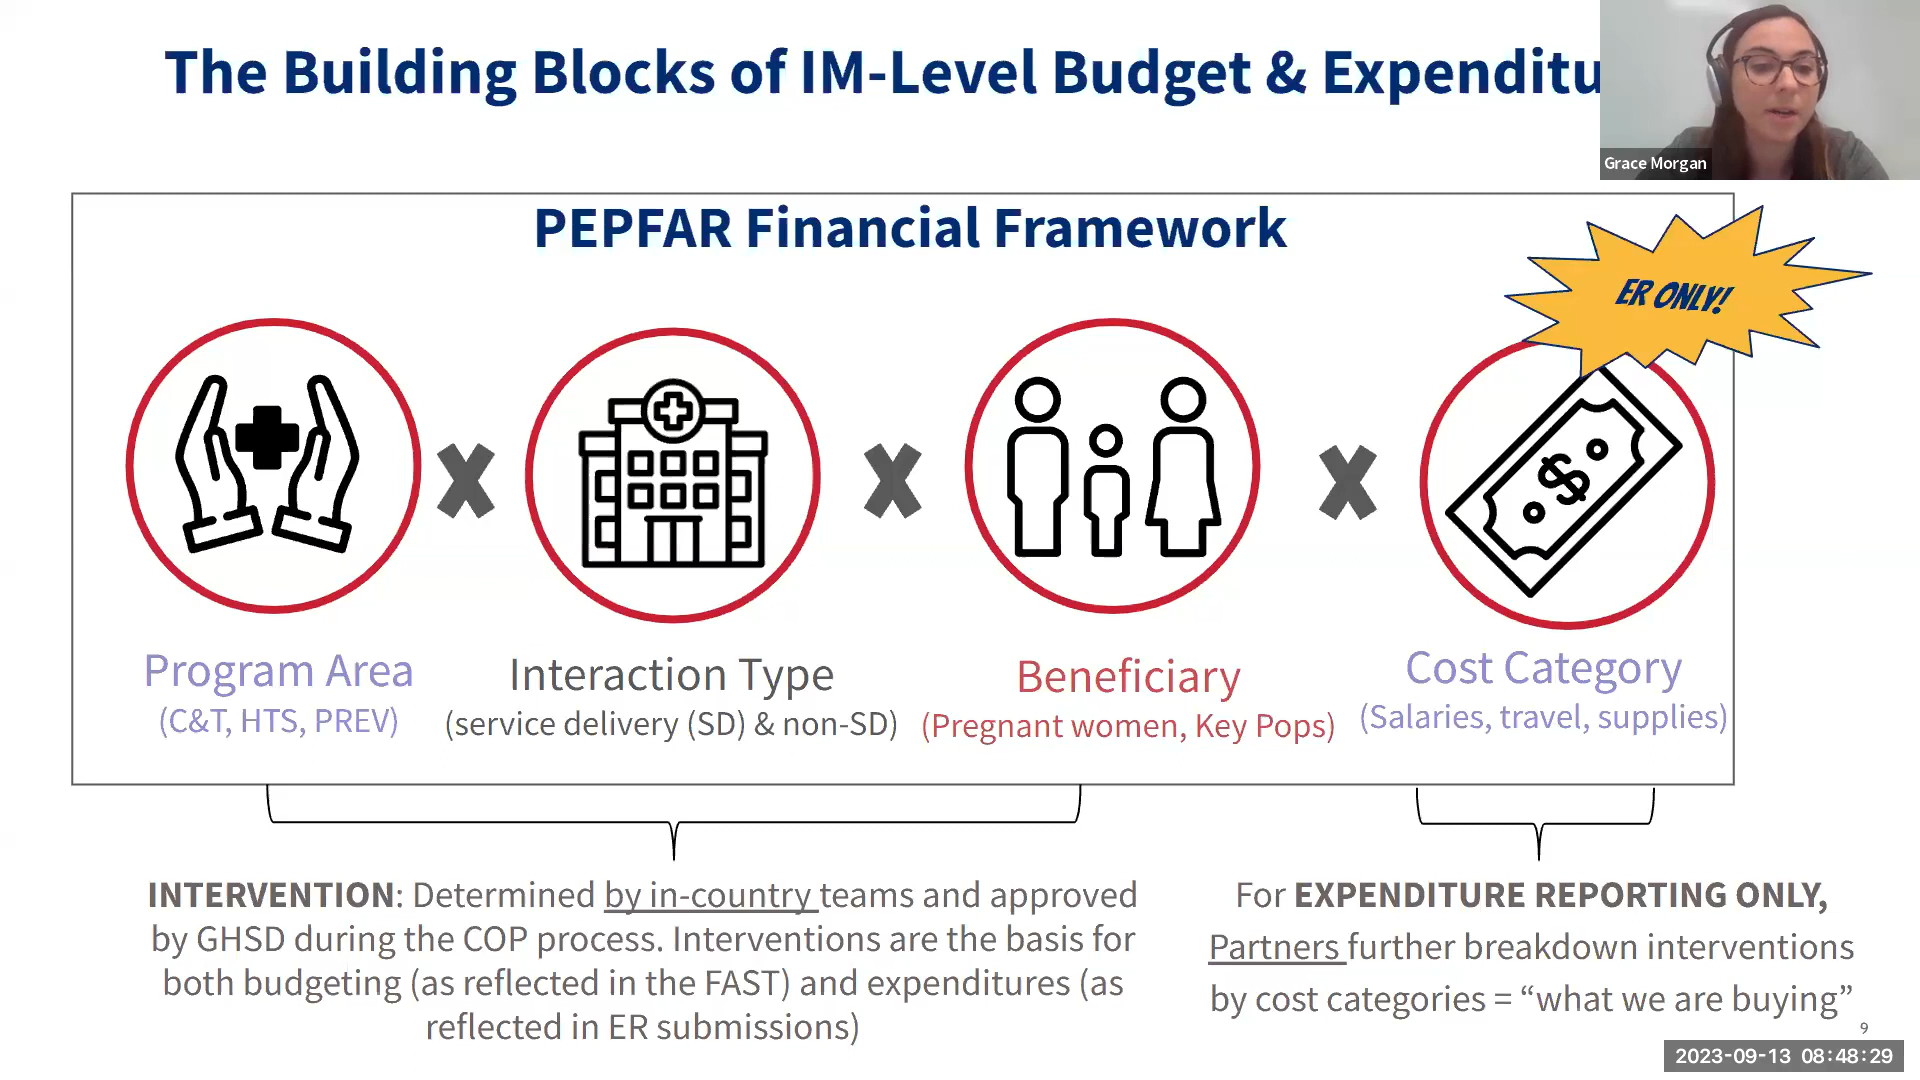 The Building Blocks of IM-Level Budget & Expenditu
Grace Morgan
PEPFAR Financial Framework
ER ONLY!
Program Area
(C&T, HTS, PREV)
Interaction Type
(service delivery (SD) & non-SD)
Beneficiary
(Pregnant women, Key Pops)
Cost Category
(Salaries, travel, supplies)
INTERVENTION: Determined by in-country teams and approved
by GHSD during the COP process. Interventions are the basis for
both budgeting (as reflected in the FAST) and expenditures (as
reflected in ER submissions)
For EXPENDITURE REPORTING ONLY,
Partners further breakdown interventions
by cost categories = “what we are buying”
9
2023-09-13 08:48:29